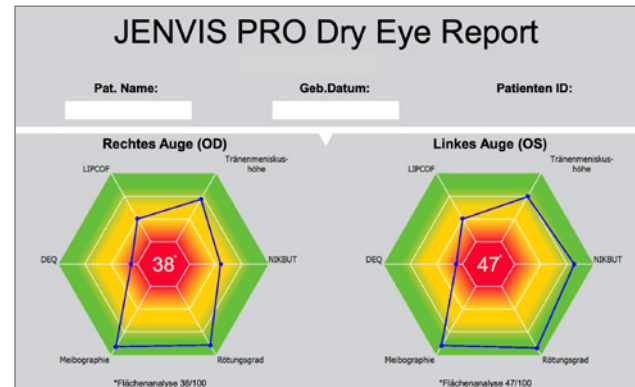 JENVIS PRO Dry Eye Report
Pat. Name: Geb.Datum: Patienten ID:
Rechtes Auge (OD)
LIPCOF
Tränenmeniskus-
höhe
DEQ
38*
NIKBUT
Meibographie
Rötungsgrad
*Flächenanalyse 38/100
Linkes Auge (OS)
LIPCOF
Tränenmeniskus-
höhe
DEQ
47*
NIKBUT
Meibographie
Rötungsgrad
*Flächenanalyse 47/100